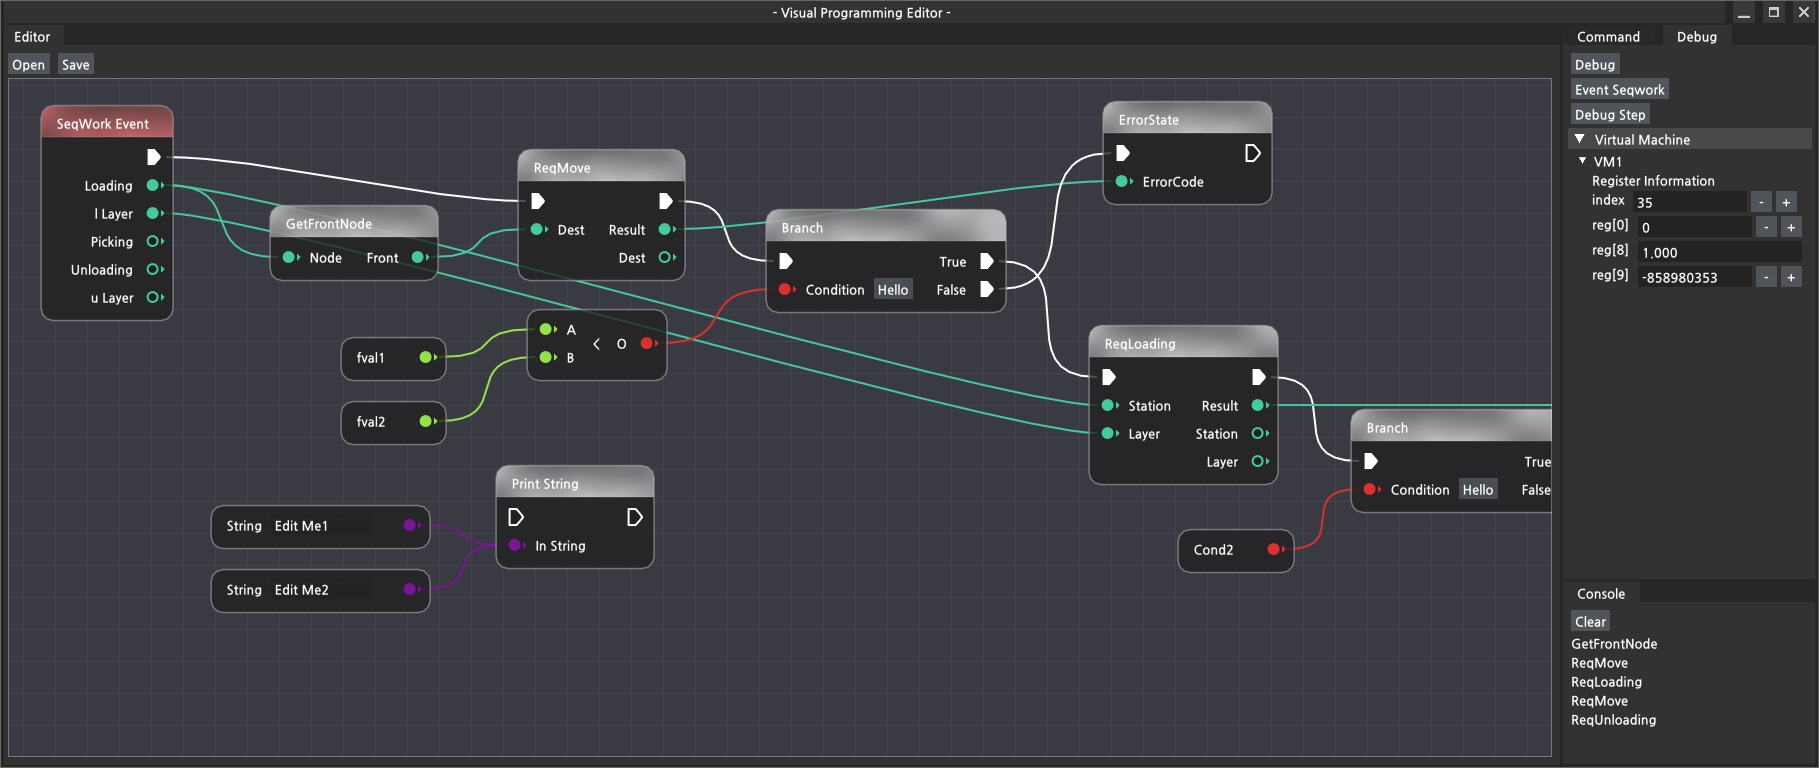 - Visual Programming Editor -
Editor
Open Save
SeqWork Event
Loading
l Layer
Picking
Unloading
u Layer
GetFrontNode
Node Front
ReqMove
Dest Result
Dest
Branch
True
Condition Hello False
ErrorState
ErrorCode
fval1
fval2
A
< O
B
ReqLoading
Station Result
Layer Station
Layer
Branch
True
Condition Hello False
Cond2
Print String
In String
String Edit Me1
String Edit Me2
Command Debug
Debug
Event Seqwork
Debug Step
Virtual Machine
VM1
Register Information
index 35 - +
reg[0] 0 - +
reg[8] 1.000
reg[9] -858980353 - +
Console
Clear
GetFrontNode
ReqMove
ReqLoading
ReqMove
ReqUnloading